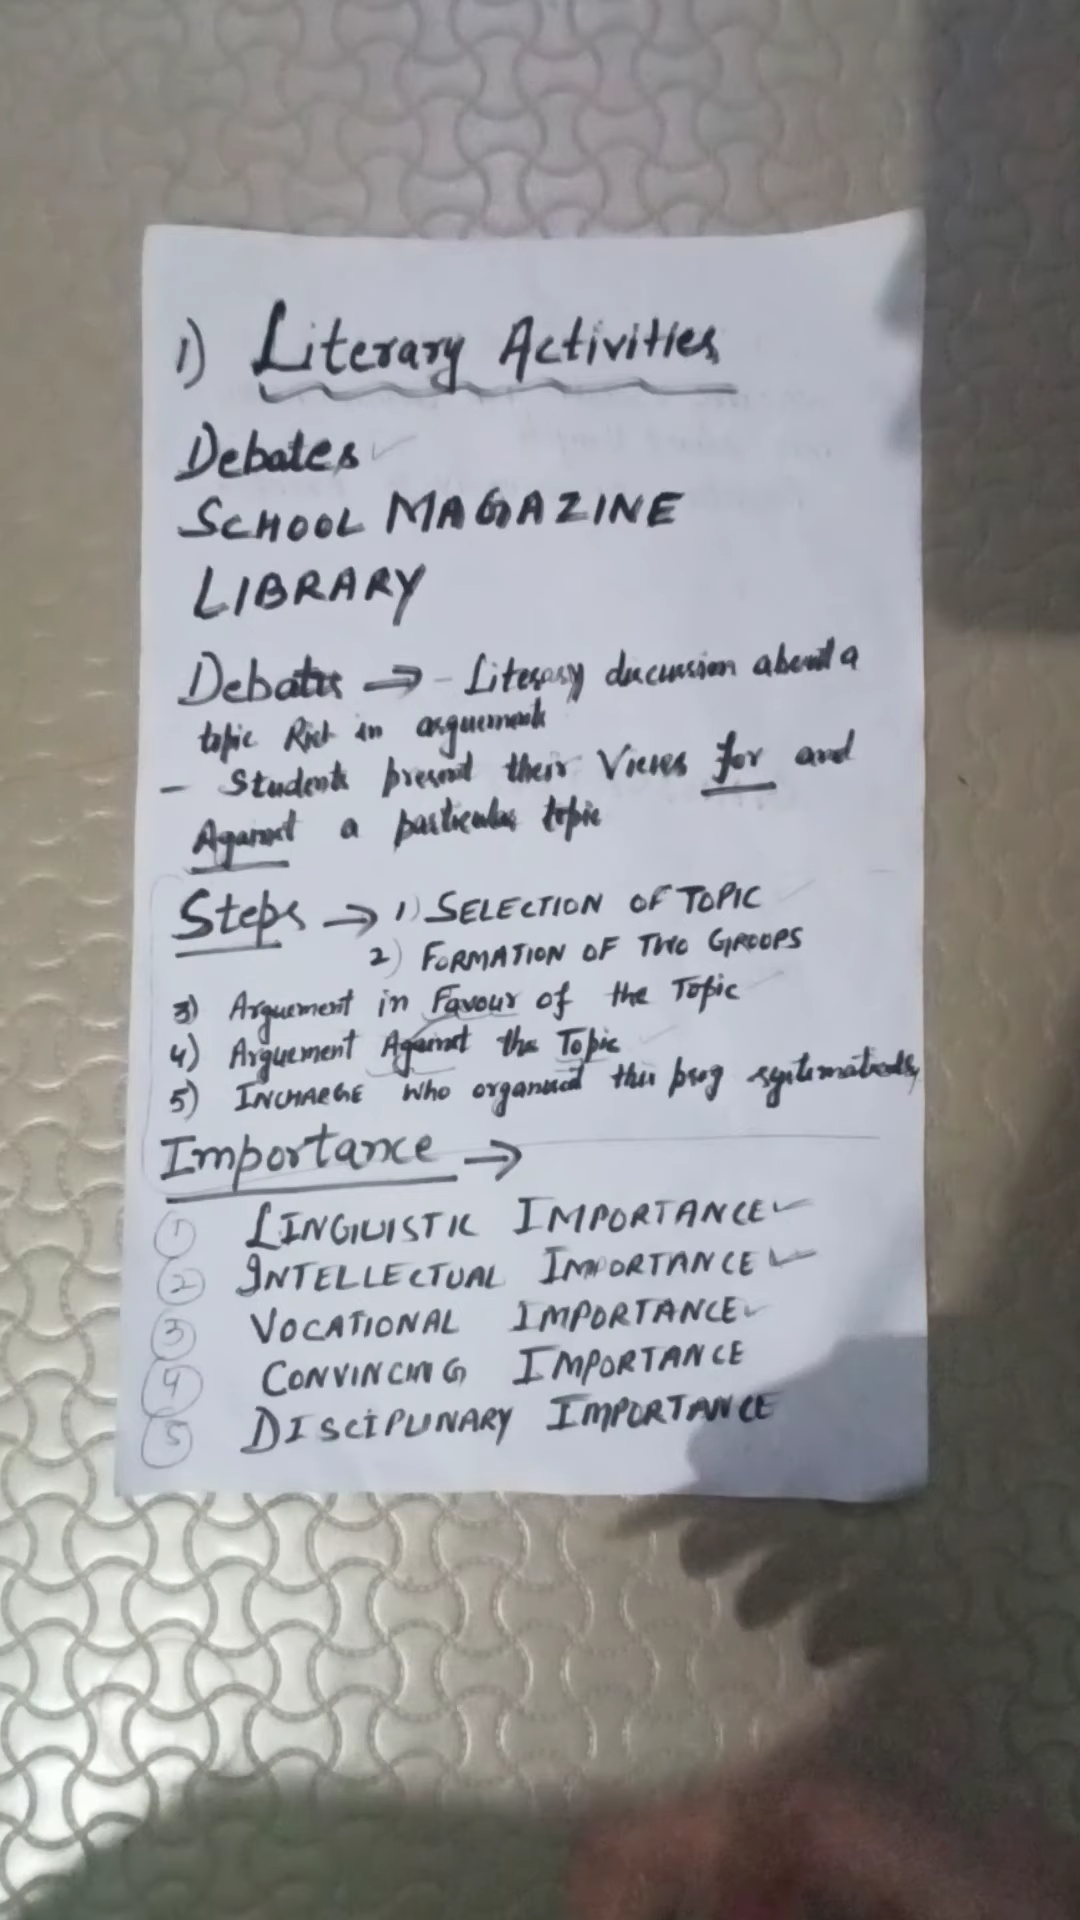 1) Literary Activities
Debates
SCHOOL MAGAZINE
LIBRARY
Debates → - Literary discussion about a
topic Rich in arguements
- Students present their Views for and
Against a particular topic
Steps → 1) SELECTION OF TOPIC
2) FORMATION OF TWO GROUPS
3) Arguement in Favour of the Topic
4) Arguement Against the Topic
5) INCHARGE who organised this prog systematically
Importance →
1 LINGUISTIC IMPORTANCE
2 INTELLECTUAL IMPORTANCE
3 VOCATIONAL IMPORTANCE
4 CONVINCING IMPORTANCE
5 DISCIPLINARY IMPORTANCE